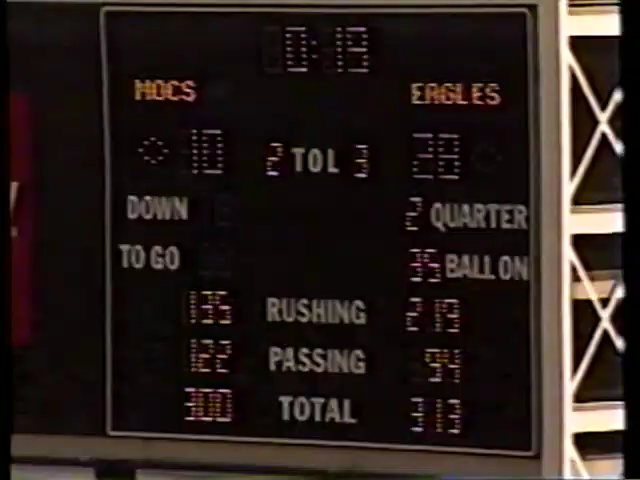 0:19
MOCS EAGLES
10 2 TOL 3 28
DOWN 2 QUARTER
TO GO 35 BALL ON
135 RUSHING 219
122 PASSING 94
300 TOTAL 313